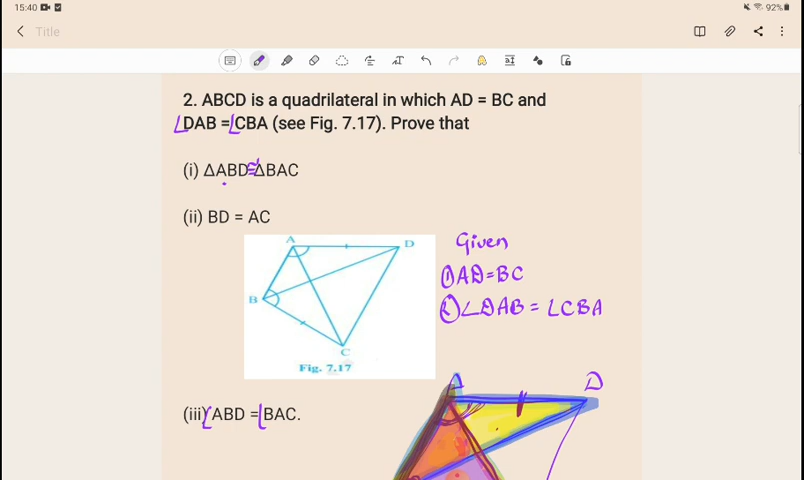 15:40
92%
Title
2. ABCD is a quadrilateral in which AD = BC and
∠DAB =∠CBA (see Fig. 7.17). Prove that
(i) ΔABD≅ΔBAC
(ii) BD = AC
A
D
B
C
Fig. 7.17
Given
① AD=BC
② ∠DAB = ∠CBA
A
D
(iii)∠ABD =∠BAC.